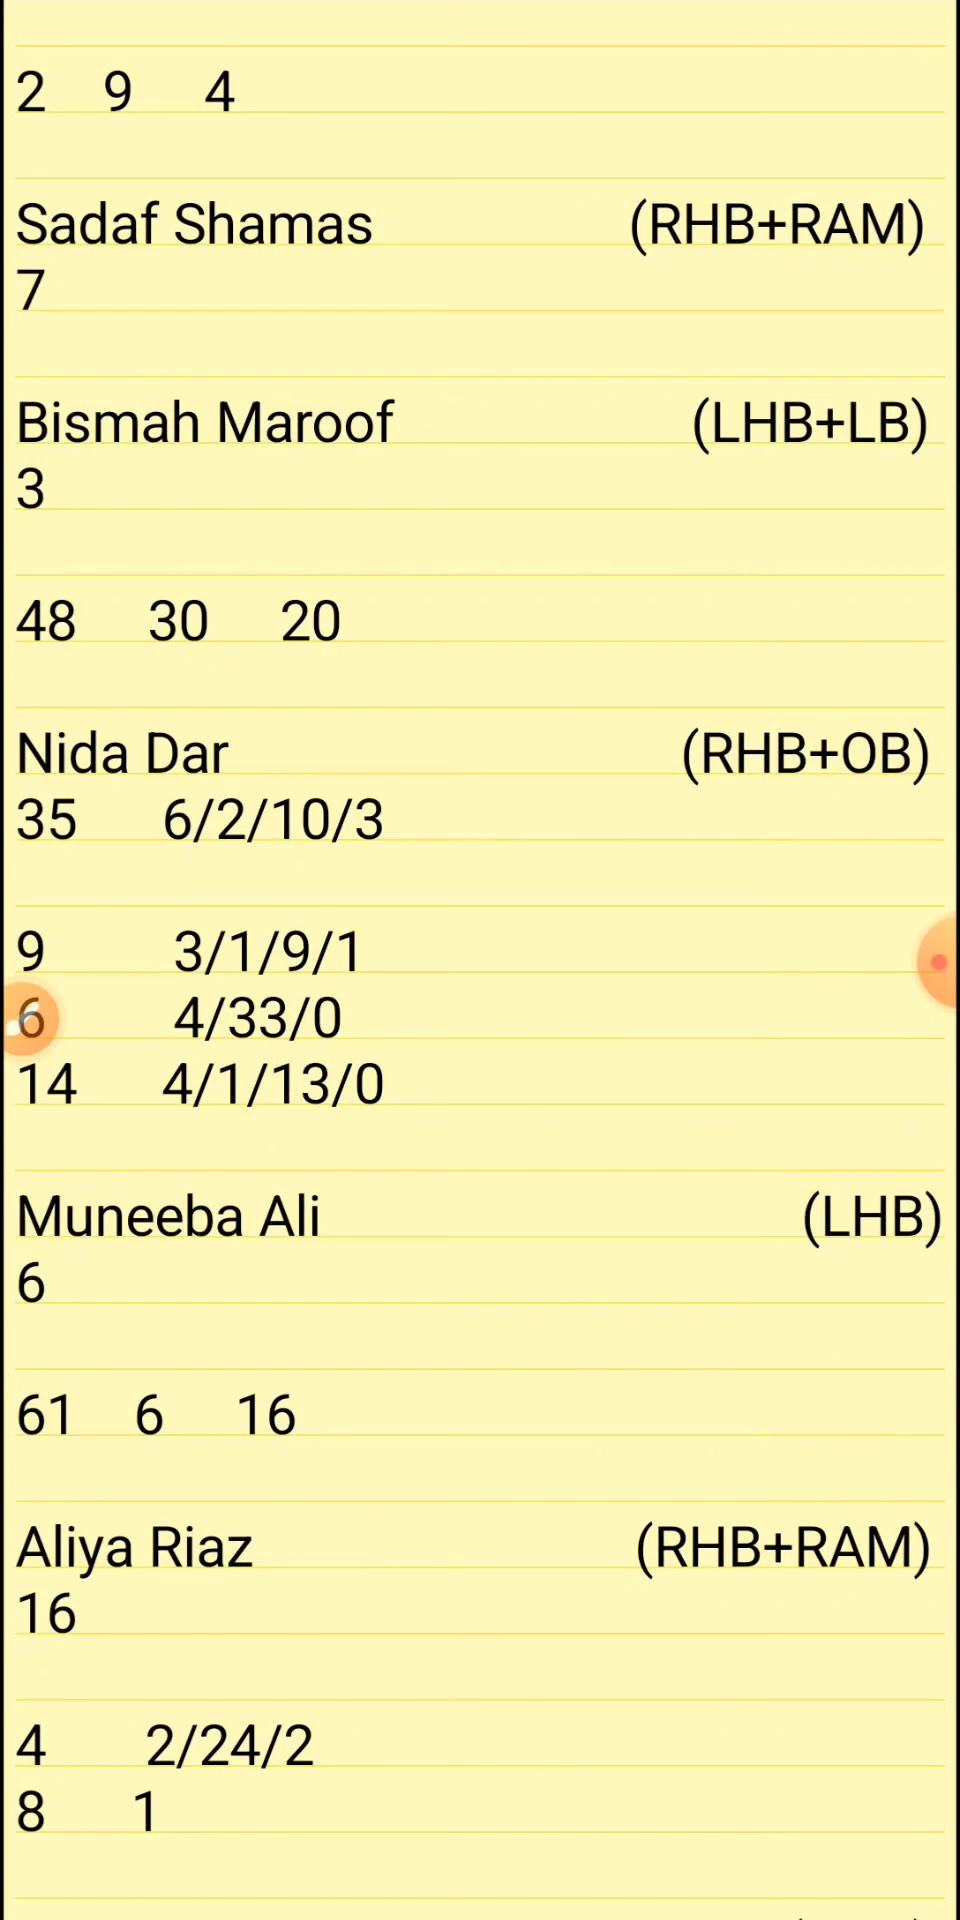 2 9 4
Sadaf Shamas (RHB+RAM)
7
Bismah Maroof (LHB+LB)
3
48 30 20
Nida Dar (RHB+OB)
35 6/2/10/3
9 3/1/9/1
6 4/33/0
14 4/1/13/0
Muneeba Ali (LHB)
6
61 6 16
Aliya Riaz (RHB+RAM)
16
4 2/24/2
8 1